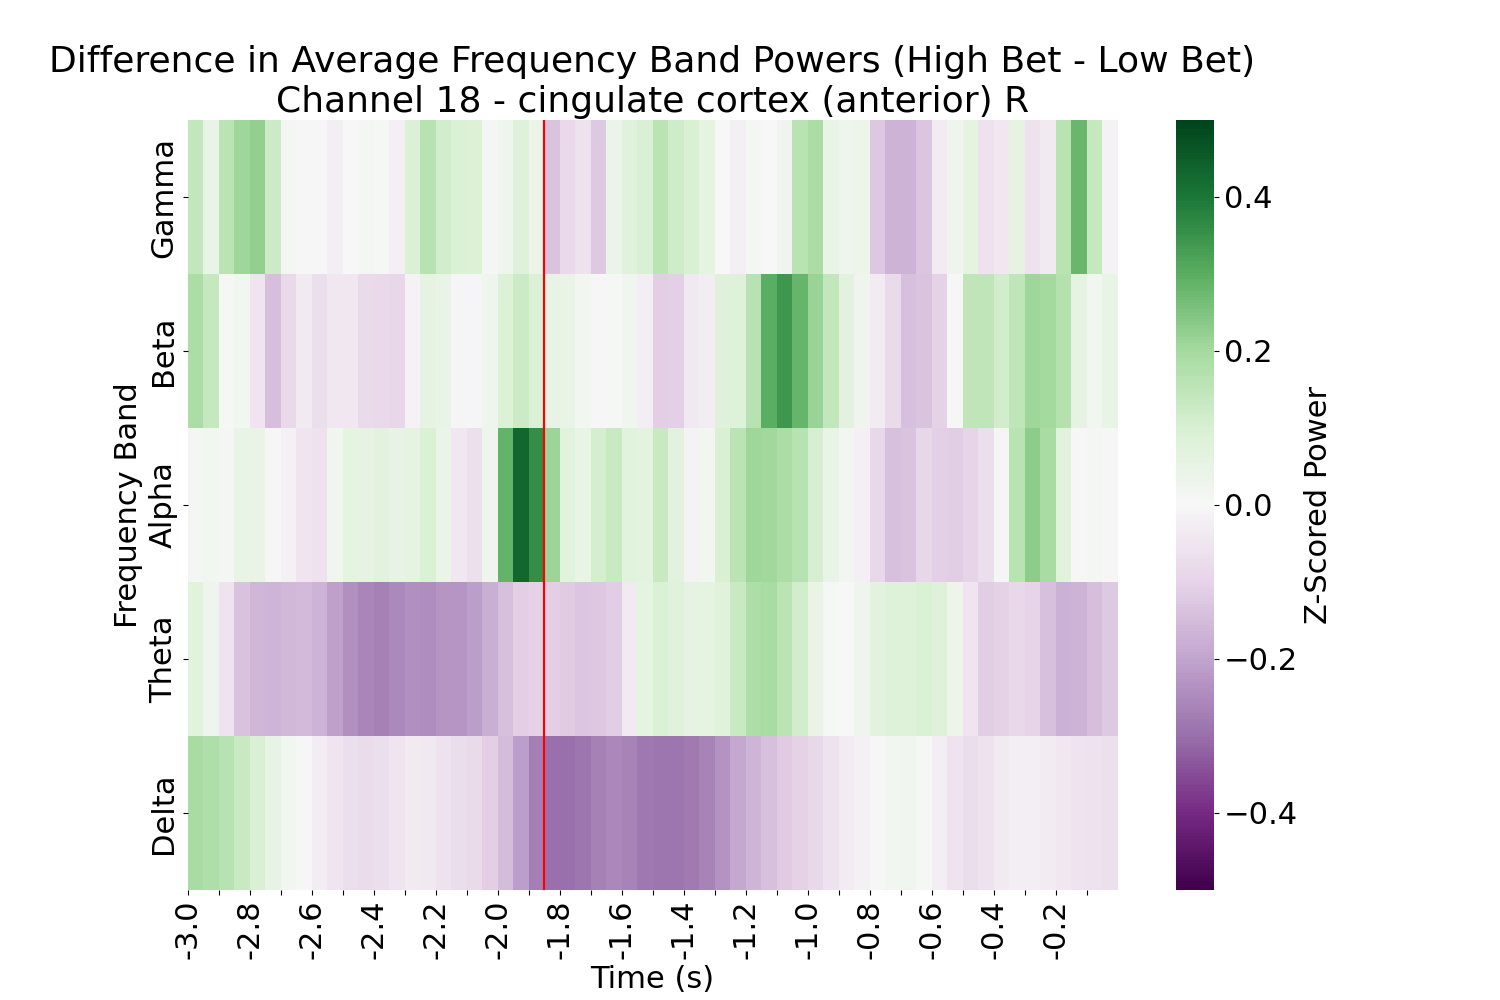 Difference in Average Frequency Band Powers (High Bet - Low Bet)
Channel 18 - cingulate cortex (anterior) R
Frequency Band
Gamma
Beta
Alpha
Theta
Delta
-3.0
-2.8
-2.6
-2.4
-2.2
-2.0
-1.8
-1.6
-1.4
-1.2
-1.0
-0.8
-0.6
-0.4
-0.2
Time (s)
0.4
0.2
0.0
−0.2
−0.4
Z-Scored Power